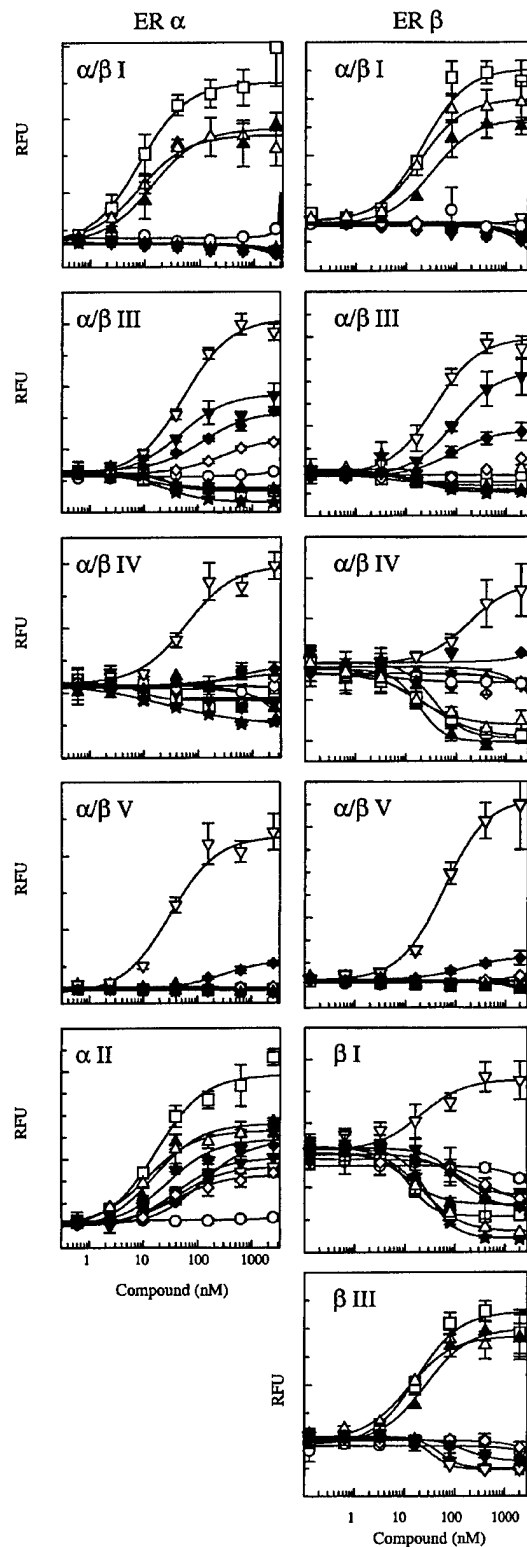 ER α
ER β
α/β I
α/β I
RFU
α/β III
α/β III
RFU
α/β IV
α/β IV
RFU
α/β V
α/β V
RFU
α II
β I
RFU
1 10 100 1000
Compound (nM)
β III
RFU
1 10 100 1000
Compound (nM)